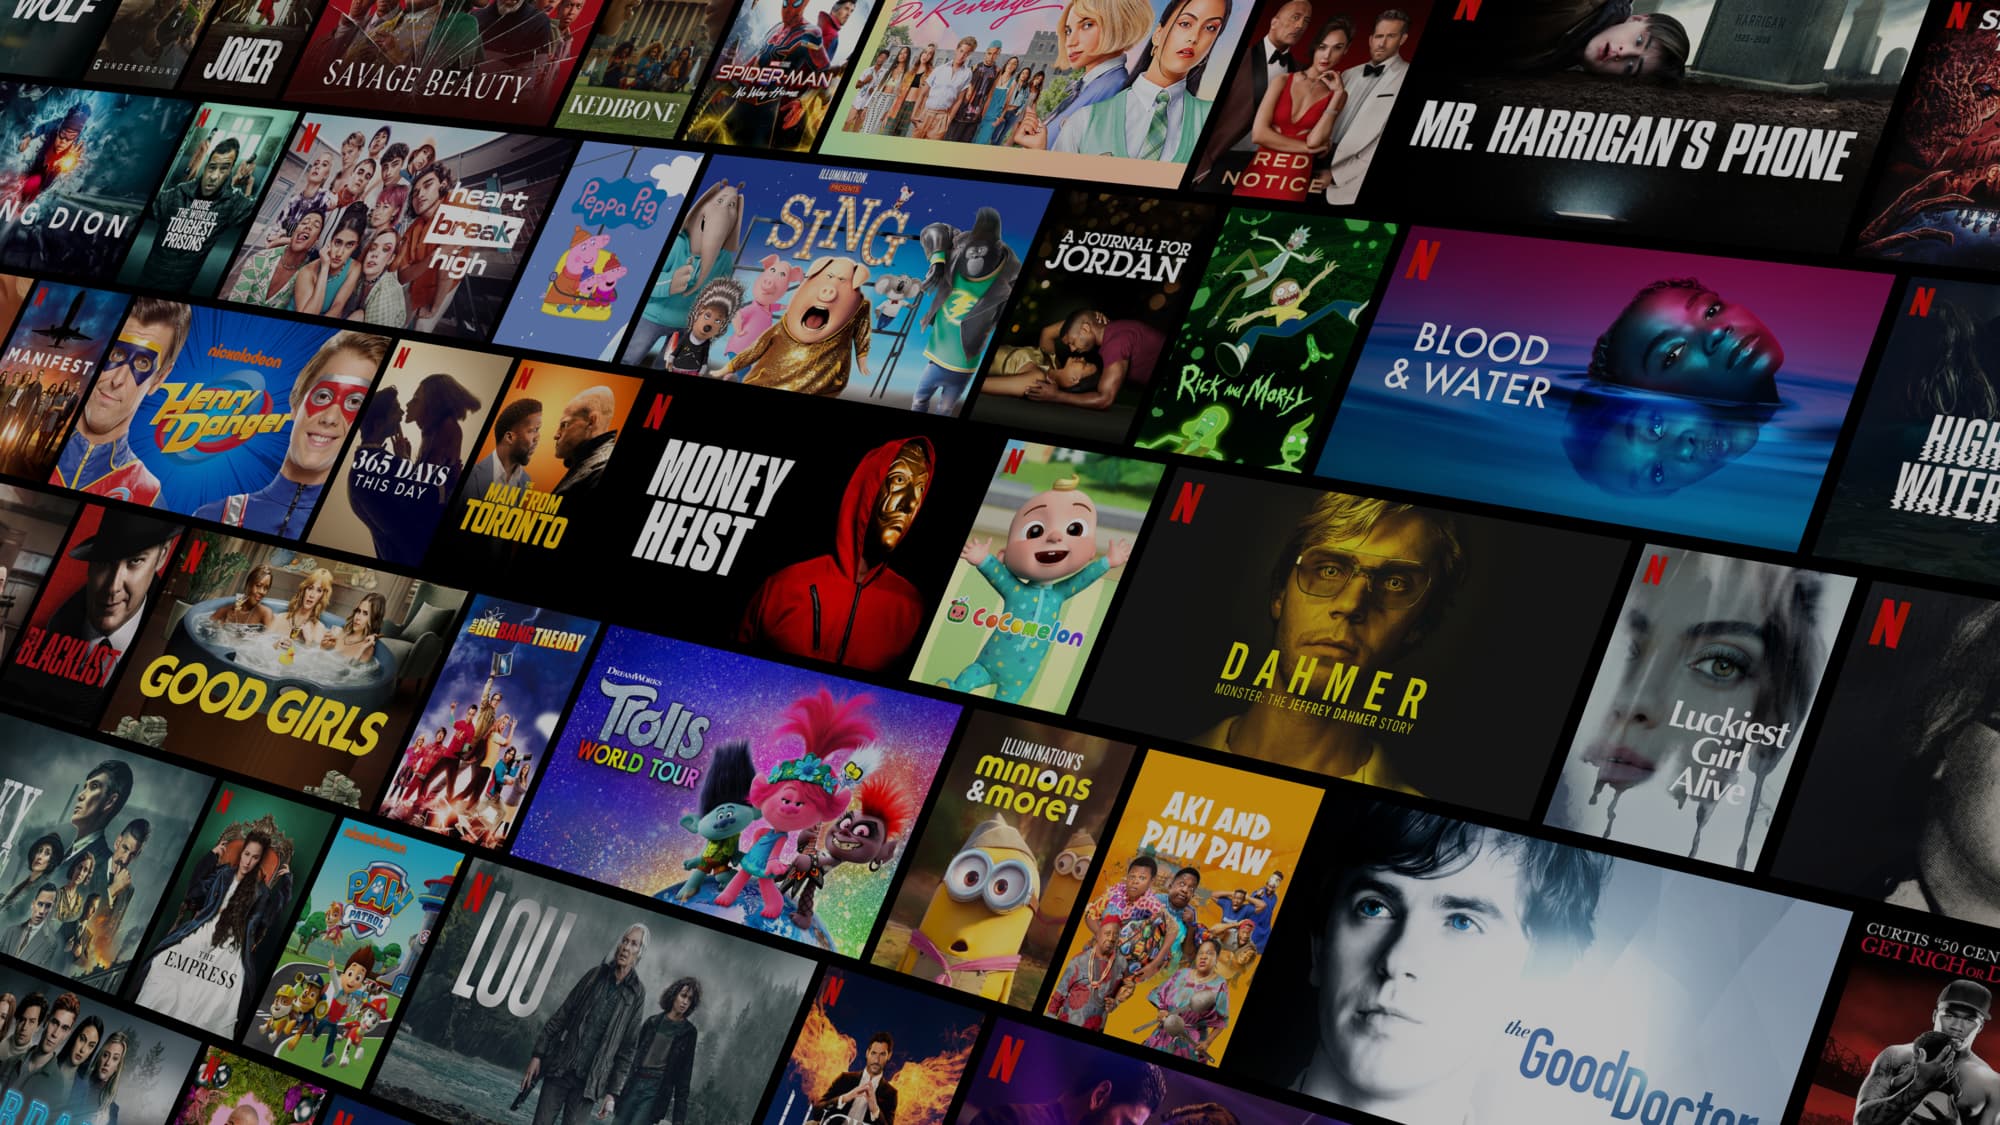 WOLF
6 UNDERGROUND
JOKER
SAVAGE BEAUTY
KEDIBONE
SPIDER-MAN
No Way Home
Do Revenge
RED
NOTICE
HARRIGAN
MR. HARRIGAN'S PHONE
NG DION
INSIDE
THE WORLD'S
TOUGHEST
PRISONS
heart
break
high
Peppa Pig
ILLUMINATION
PRESENTS
SING
A JOURNAL FOR
JORDAN
Rick and Morty
BLOOD
& WATER
HIGH
WATER
MANIFEST
nickelodeon
Henry
Danger
365 DAYS
THIS DAY
THE
MAN FROM
TORONTO
MONEY
HEIST
CoComelon
DAHMER
MONSTER: THE JEFFREY DAHMER STORY
Luckiest
Girl
Alive
THE
BLACKLIST
GOOD GIRLS
THE BIG BANG THEORY
DREAMWORKS
Trolls
WORLD TOUR
ILLUMINATION'S
minions
& more 1
AKI AND
PAW PAW
the
Good Doctor
CURTIS "50 CEN
GET RICH OR D
KY
THE
EMPRESS
nickelodeon
PAW
PATROL
LOU